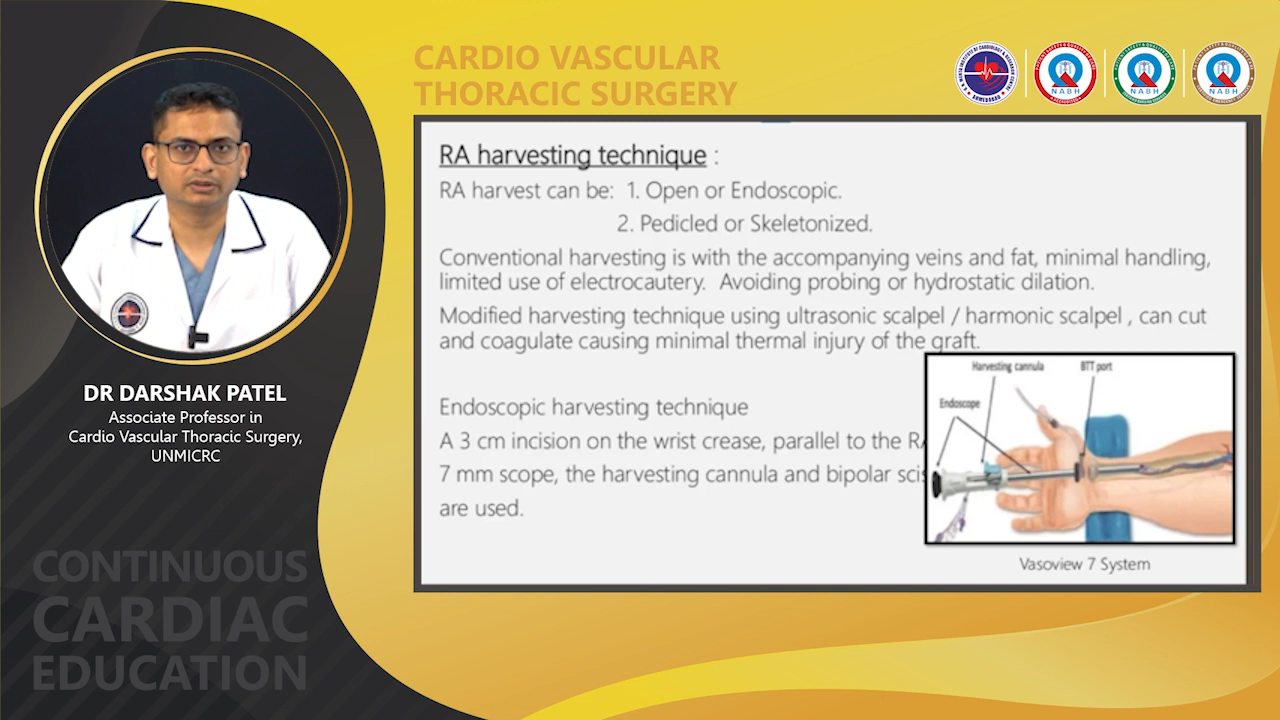 CARDIO VASCULAR
THORACIC SURGERY
NABH
NABH
NABH
RA harvesting technique :
RA harvest can be: 1. Open or Endoscopic.
2. Pedicled or Skeletonized.
Conventional harvesting is with the accompanying veins and fat, minimal handling,
limited use of electrocautery. Avoiding probing or hydrostatic dilation.
Modified harvesting technique using ultrasonic scalpel / harmonic scalpel , can cut
and coagulate causing minimal thermal injury of the graft.
Endoscopic harvesting technique
A 3 cm incision on the wrist crease, parallel to the
7 mm scope, the harvesting cannula and bipolar
are used.
Harvesting cannula
BTT port
Endoscope
Vasoview 7 System
DR DARSHAK PATEL
Associate Professor in
Cardio Vascular Thoracic Surgery,
UNMICRC
CONTINUOUS
CARDIAC
EDUCATION